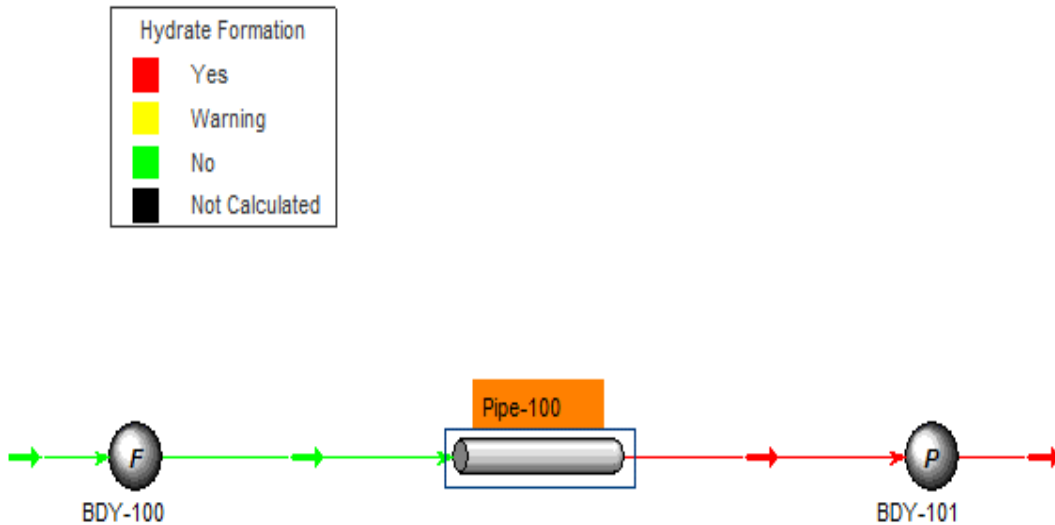 Hydrate Formation
Yes
Warning
No
Not Calculated
Pipe-100
F
P
BDY-100
BDY-101